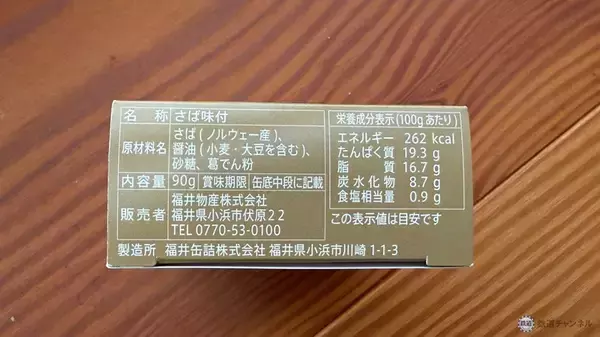 名 称 さば味付
原材料名 さば(ノルウェー産)、
醤油(小麦・大豆を含む)、
砂糖、葛でん粉
内容量 90g 賞味期限 缶底中段に記載
販売者 福井物産株式会社
福井県小浜市伏原22
TEL 0770-53-0100
製造所 福井缶詰株式会社 福井県小浜市川崎 1-1-3
栄養成分表示(100gあたり)
エネルギー 262 kcal
たんぱく質 19.3 g
脂質 16.7 g
炭水化物 8.7 g
食塩相当量 0.9 g
この表示値は目安です
鉄道チャンネル